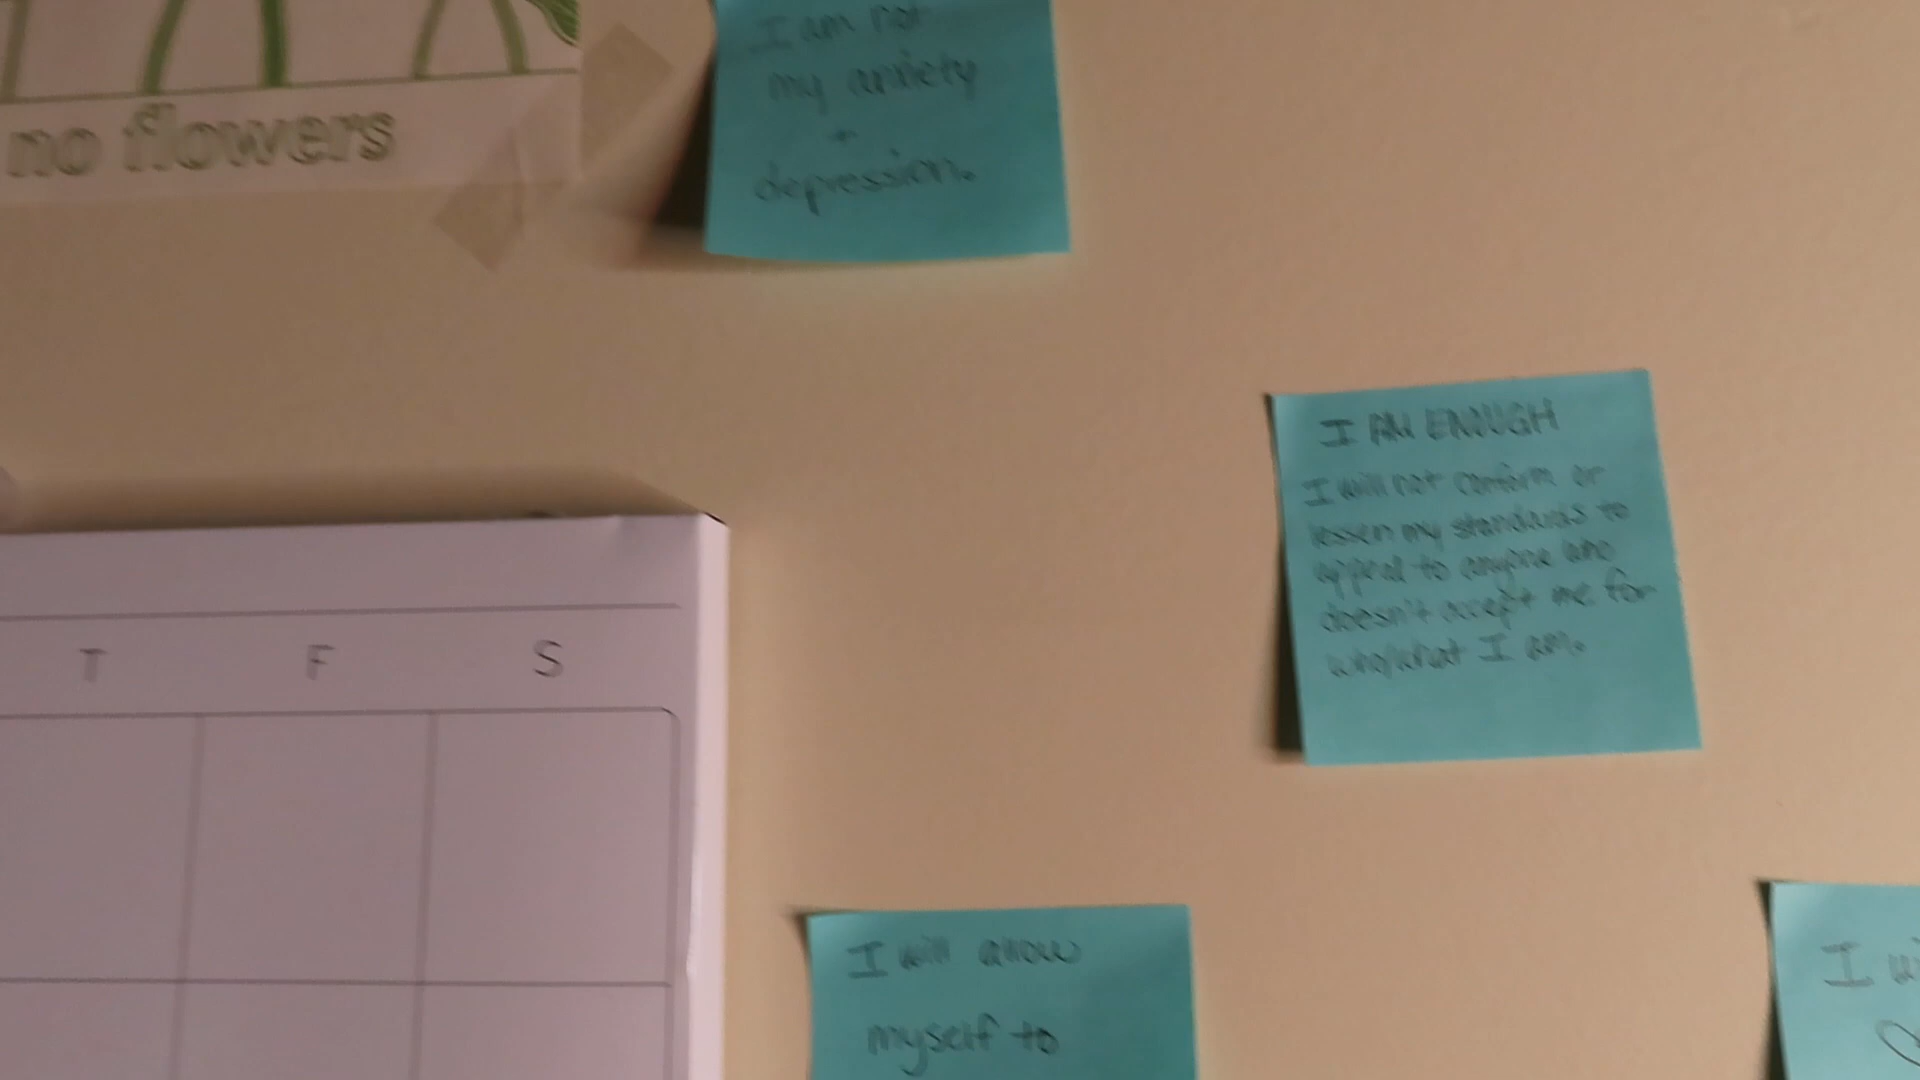 no flowers
I am not
my anxiety
+
depression.
I AM ENOUGH
I will not conform or
lessen my standards to
appeal to anyone who
doesn't accept me for
who/what I am.
T F S
I will allow
myself to
I